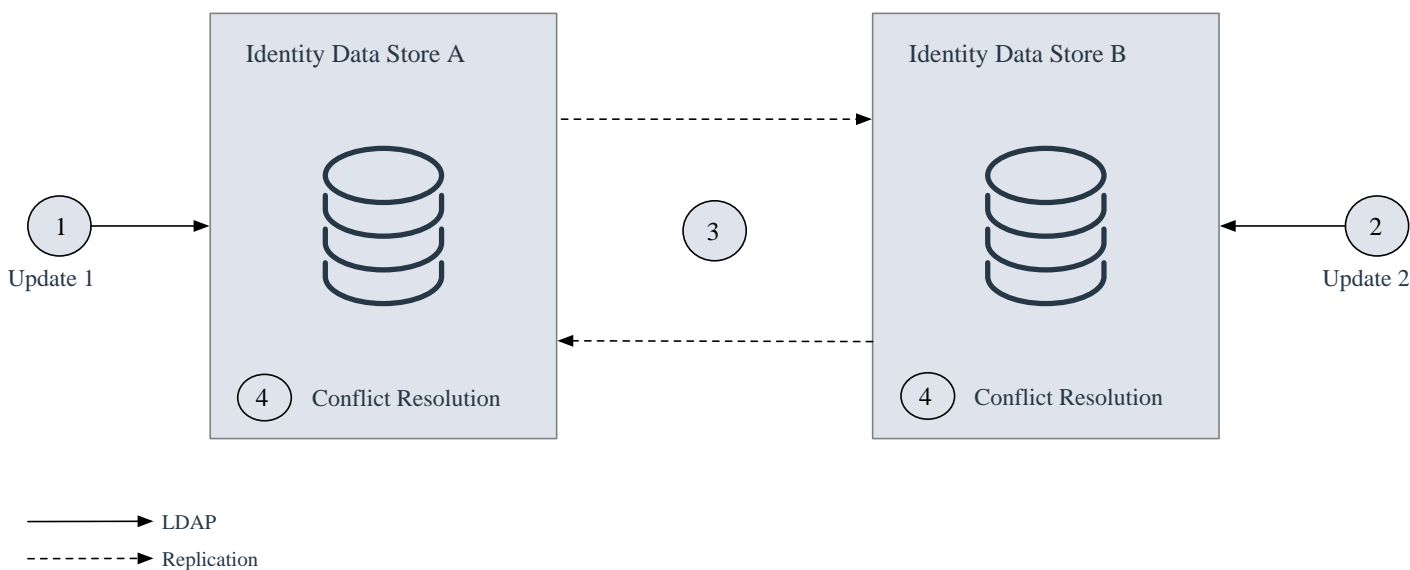 Identity Data Store A
Identity Data Store B
1
3
2
Update 1
Update 2
4 Conflict Resolution
4 Conflict Resolution
LDAP
Replication